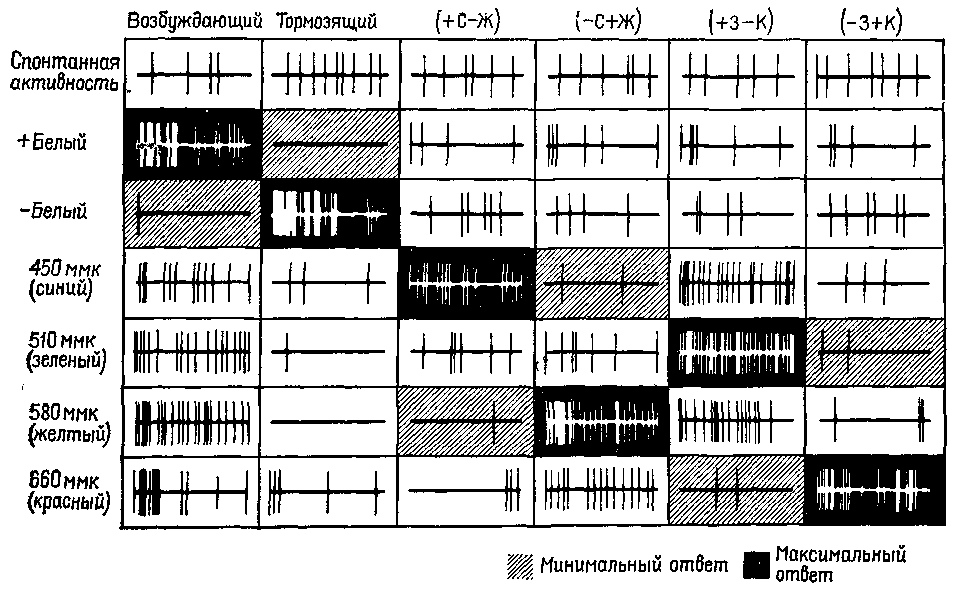 Возбуждающий Тормозящий (+С-Ж) (-С+Ж) (+З-К) (-З+К)
Спонтанная
активность
+Белый
-Белый
450 ммк
(синий)
510 ммк
(зеленый)
580 ммк
(желтый)
660 ммк
(красный)
Минимальный ответ
Максимальный
ответ